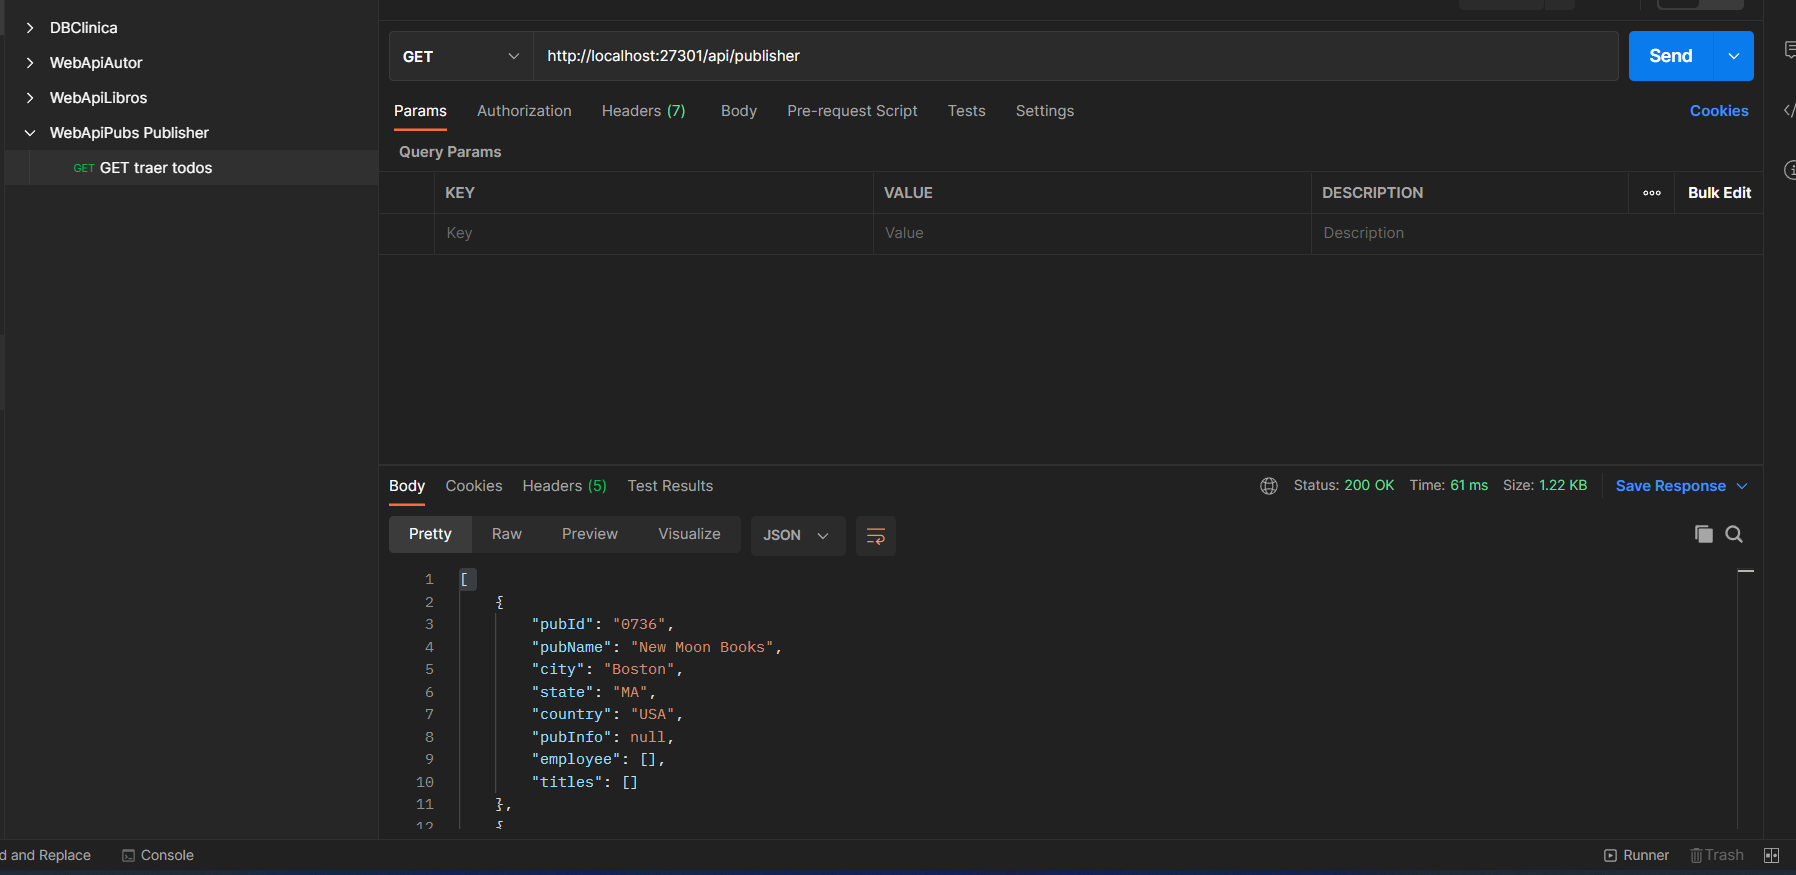 DBClinica
WebApiAutor
WebApiLibros
WebApiPubs Publisher
GET GET traer todos
GET http://localhost:27301/api/publisher Send
Params Authorization Headers (7) Body Pre-request Script Tests Settings Cookies
Query Params
KEY VALUE DESCRIPTION Bulk Edit
Key Value Description
Body Cookies Headers (5) Test Results Status: 200 OK Time: 61 ms Size: 1.22 KB Save Response
Pretty Raw Preview Visualize JSON
1 [
2 {
3 "pubId": "0736",
4 "pubName": "New Moon Books",
5 "city": "Boston",
6 "state": "MA",
7 "country": "USA",
8 "pubInfo": null,
9 "employee": [],
10 "titles": []
11 },
12 {
d and Replace Console Runner Trash